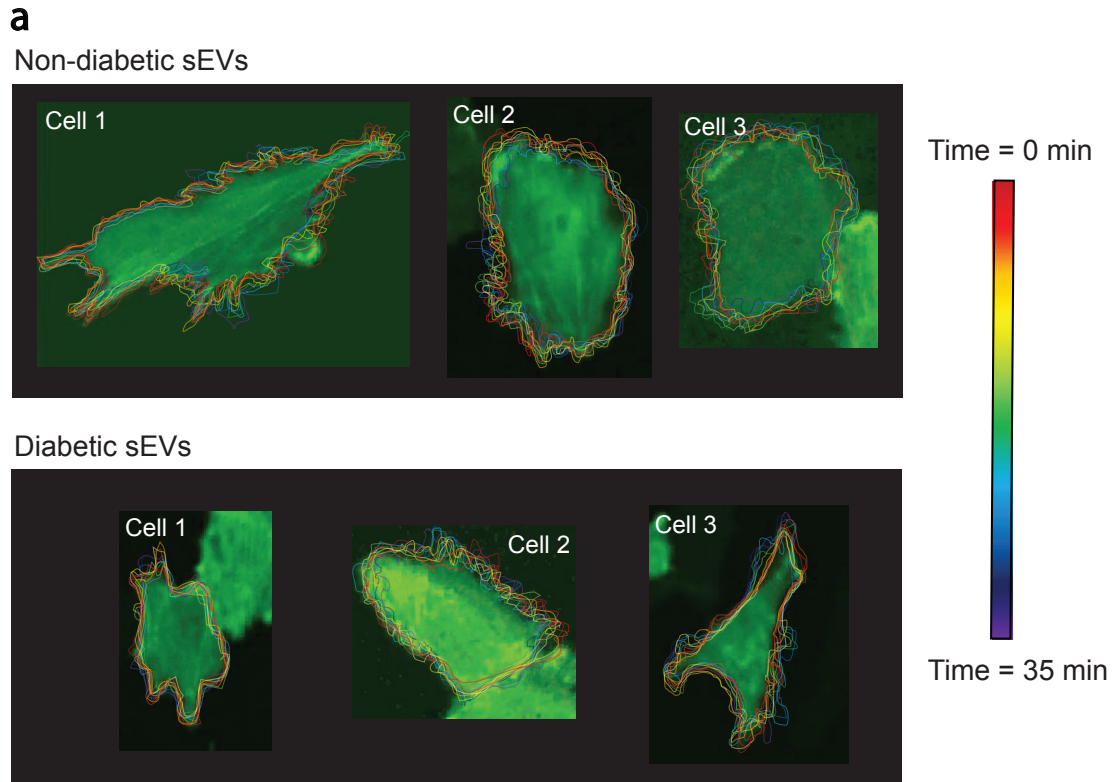 a
Non-diabetic sEVs
Cell 1
Cell 2
Cell 3
Time = 0 min
Diabetic sEVs
Cell 1
Cell 2
Cell 3
Time = 35 min